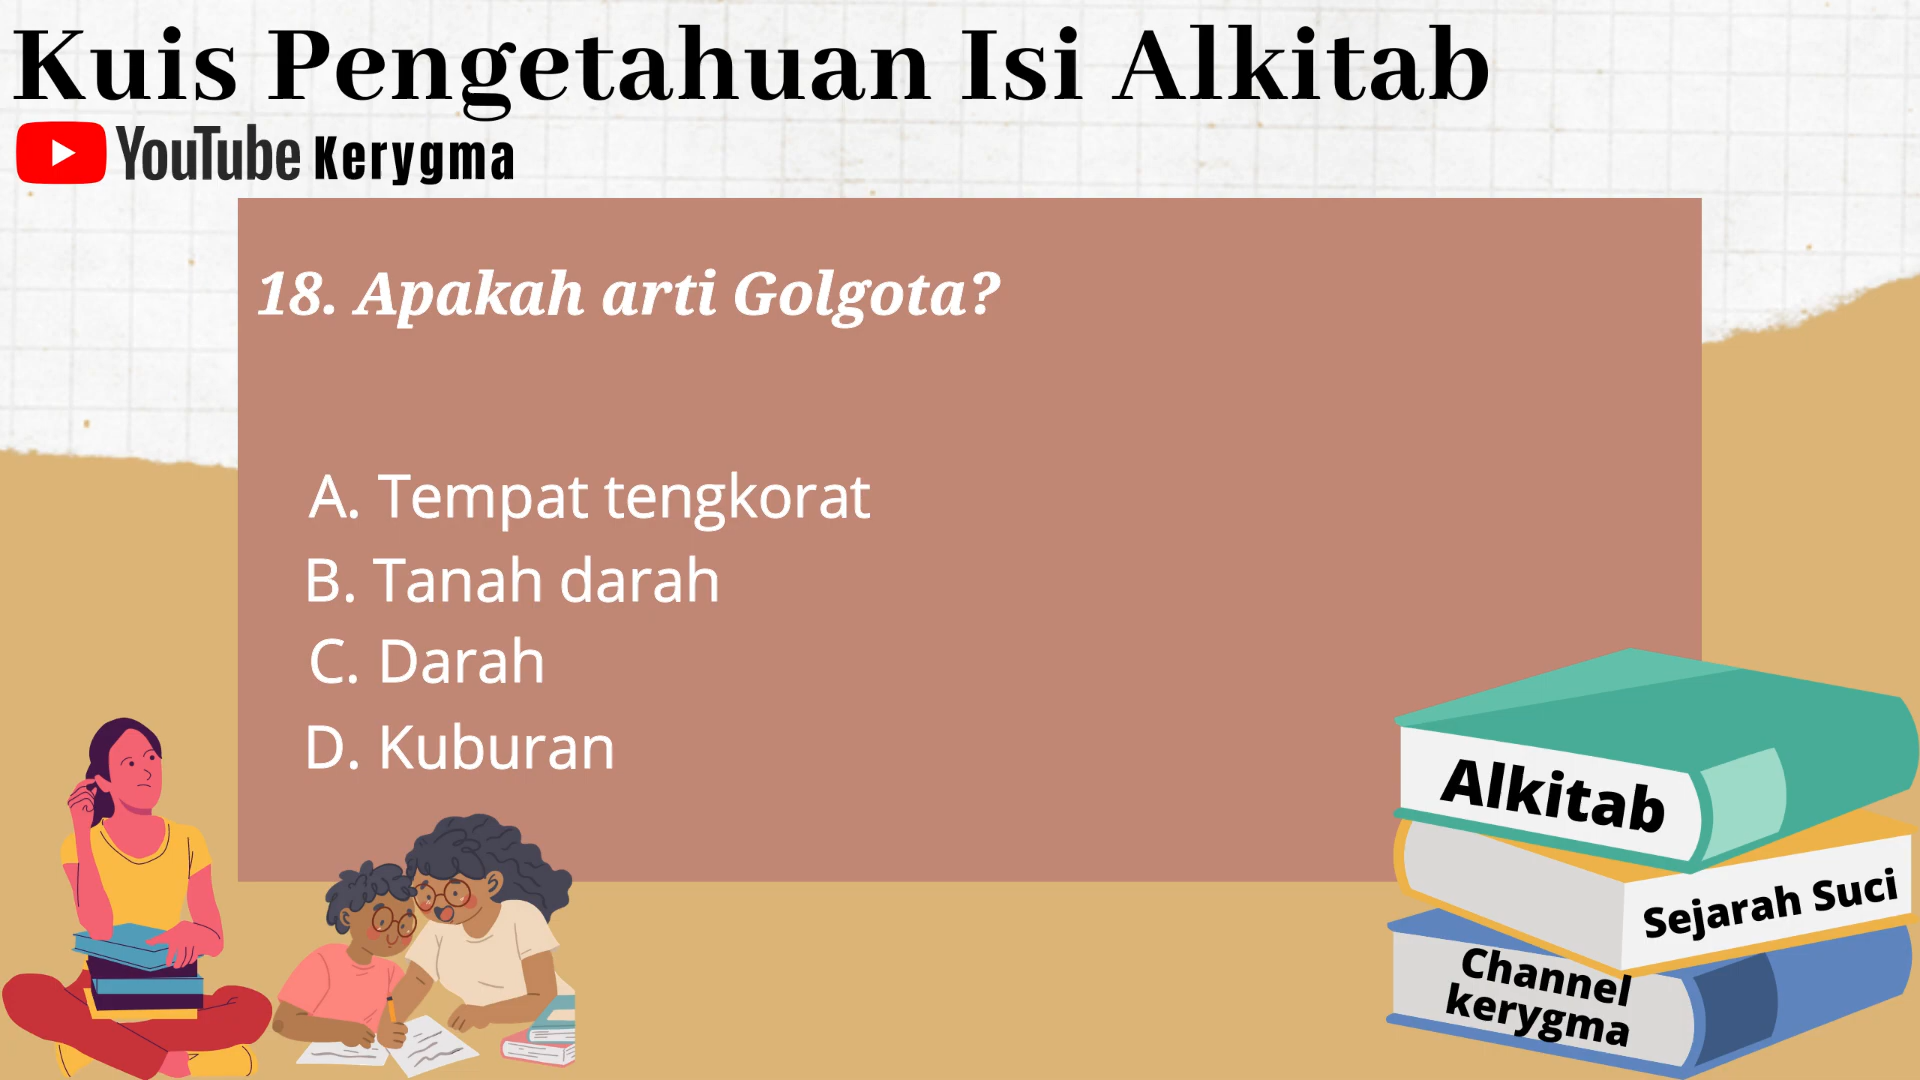 Kuis Pengetahuan Isi Alkitab
YouTube Kerygma
18. Apakah arti Golgota?
A. Tempat tengkorat
B. Tanah darah
C. Darah
D. Kuburan
Alkitab
Sejarah Suci
Channel
kerygma